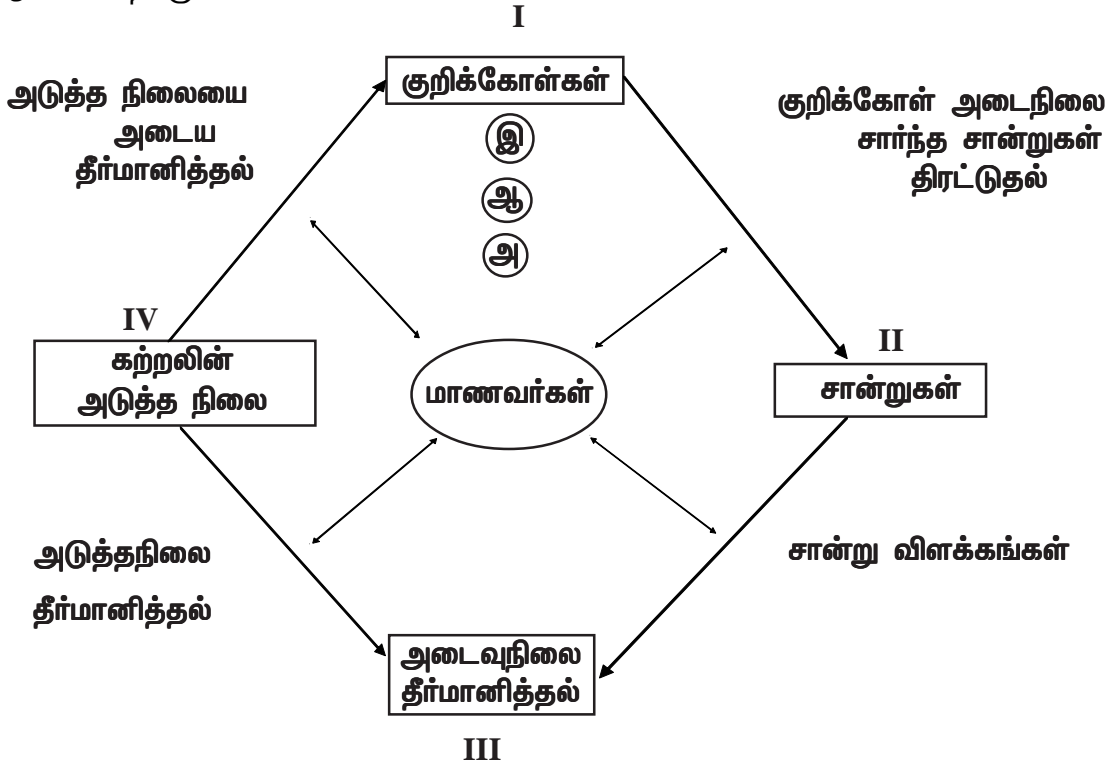 I
குறிக்கோள்கள்
அடுத்த நிலையை
அடைய
தீர்மானித்தல்
குறிக்கோள் அடைநிலை
சார்ந்த சான்றுகள்
திரட்டுதல்
இ
ஆ
அ
IV
கற்றலின்
அடுத்த நிலை
மாணவர்கள்
II
சான்றுகள்
அடுத்தநிலை
தீர்மானித்தல்
சான்று விளக்கங்கள்
அடைவுநிலை
தீர்மானித்தல்
III